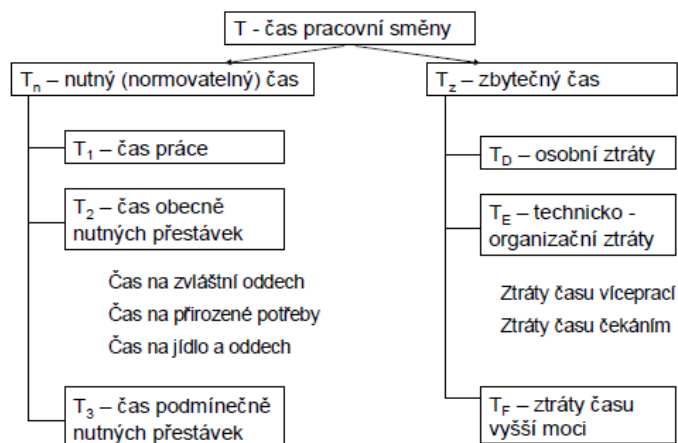 T - čas pracovní směny
Tn – nutný (normovatelný) čas
Tz – zbytečný čas
T1 – čas práce
T2 – čas obecně
nutných přestávek
Čas na zvláštní oddech
Čas na přirozené potřeby
Čas na jídlo a oddech
T3 – čas podmínečně
nutných přestávek
TD – osobní ztráty
TE – technicko -
organizační ztráty
Ztráty času víceprací
Ztráty času čekáním
TF – ztráty času
vyšší moci